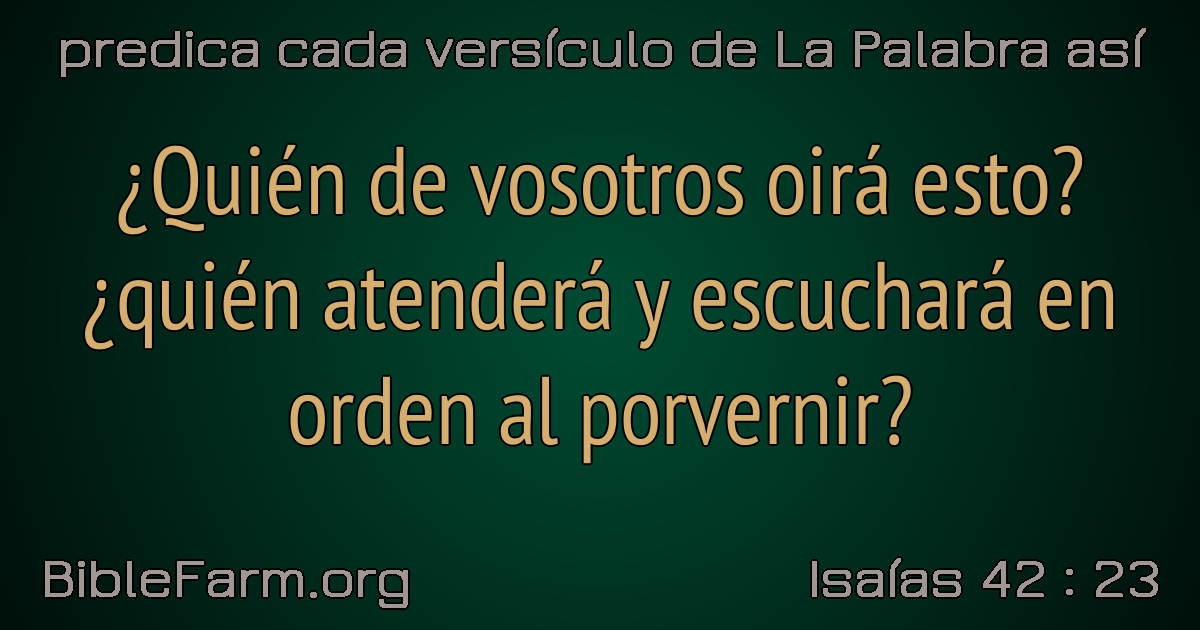 predica cada versículo de La Palabra así
¿Quién de vosotros oirá esto?
¿quién atenderá y escuchará en
orden al porvernir?
BibleFarm.org
Isaías 42 : 23